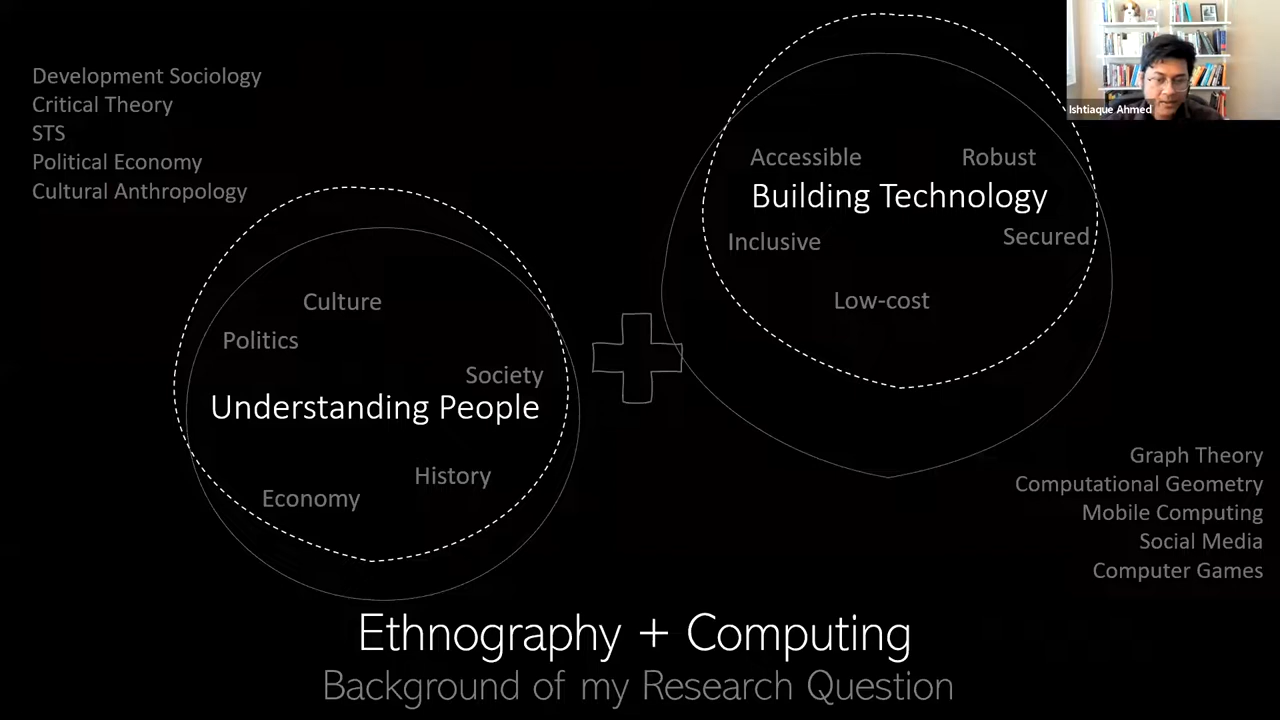 Development Sociology
Critical Theory
STS
Political Economy
Cultural Anthropology
Ishtiaque Ahmed
Accessible
Robust
Building Technology
Inclusive
Secured
Low-cost
Culture
Politics
Society
Understanding People
History
Economy
Graph Theory
Computational Geometry
Mobile Computing
Social Media
Computer Games
Ethnography + Computing
Background of my Research Question